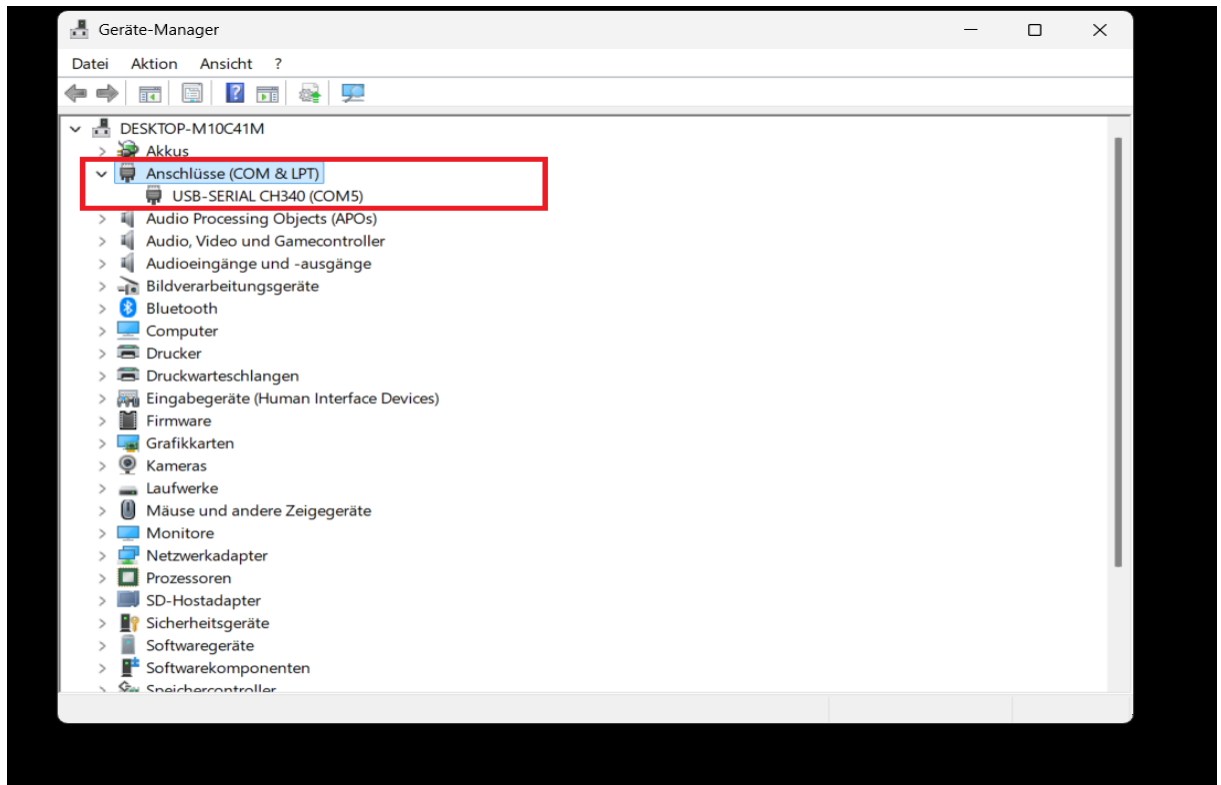 Geräte-Manager
Datei Aktion Ansicht ?
DESKTOP-M10C41M
Akkus
Anschlüsse (COM & LPT)
USB-SERIAL CH340 (COM5)
Audio Processing Objects (APOs)
Audio, Video und Gamecontroller
Audioeingänge und -ausgänge
Bildverarbeitungsgeräte
Bluetooth
Computer
Drucker
Druckwarteschlangen
Eingabegeräte (Human Interface Devices)
Firmware
Grafikkarten
Kameras
Laufwerke
Mäuse und andere Zeigegeräte
Monitore
Netzwerkadapter
Prozessoren
SD-Hostadapter
Sicherheitsgeräte
Softwaregeräte
Softwarekomponenten
Speichercontroller